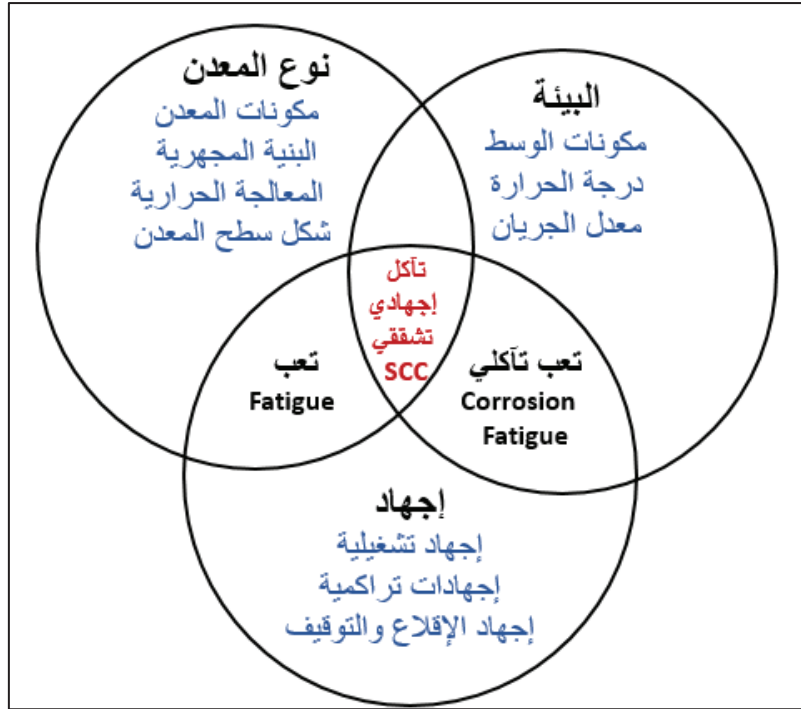 نوع المعدن
مكونات المعدن
البنية المجهرية
المعالجة الحرارية
شكل سطح المعدن
البيئة
مكونات الوسط
درجة الحرارة
معدل الجريان
تآكل
إجهادي
تشققي
SCC
تعب
Fatigue
تعب تآكلي
Corrosion
Fatigue
إجهاد
إجهاد تشغيلية
إجهادات تراكمية
إجهاد الإقلاع والتوقيف